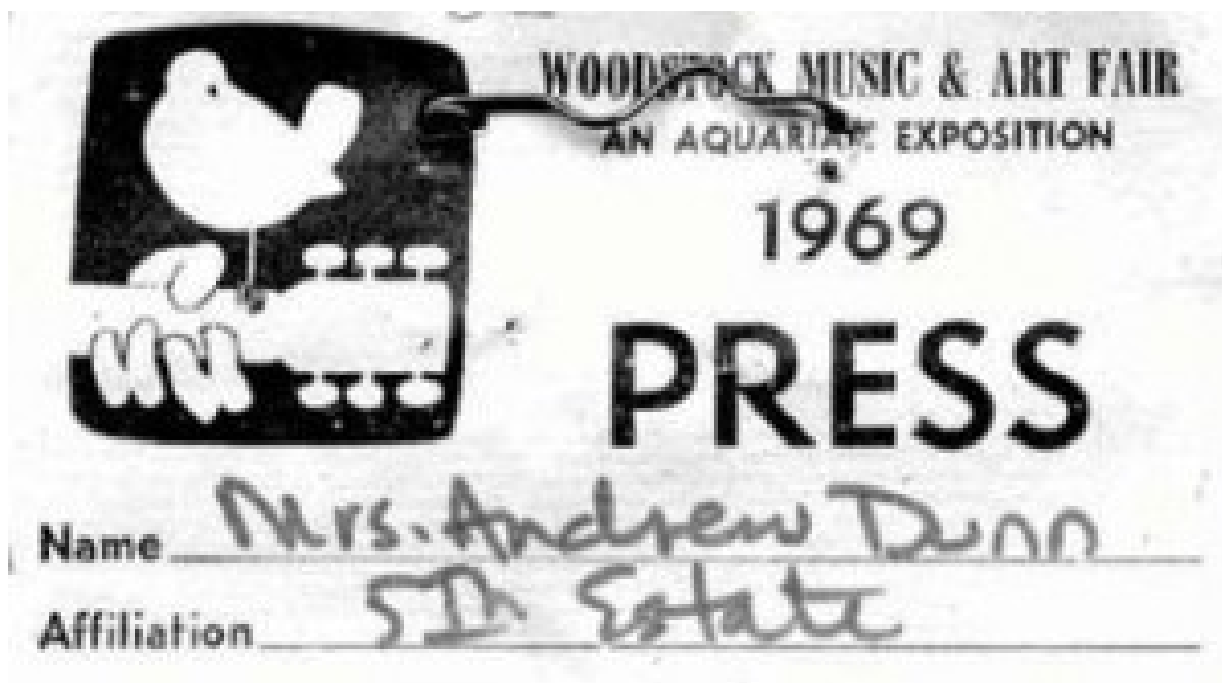 WOODSTOCK MUSIC & ART FAIR
AN AQUARIAN EXPOSITION
1969
PRESS
Name Mrs. Andrew Dunn
Affiliation 5th Estate